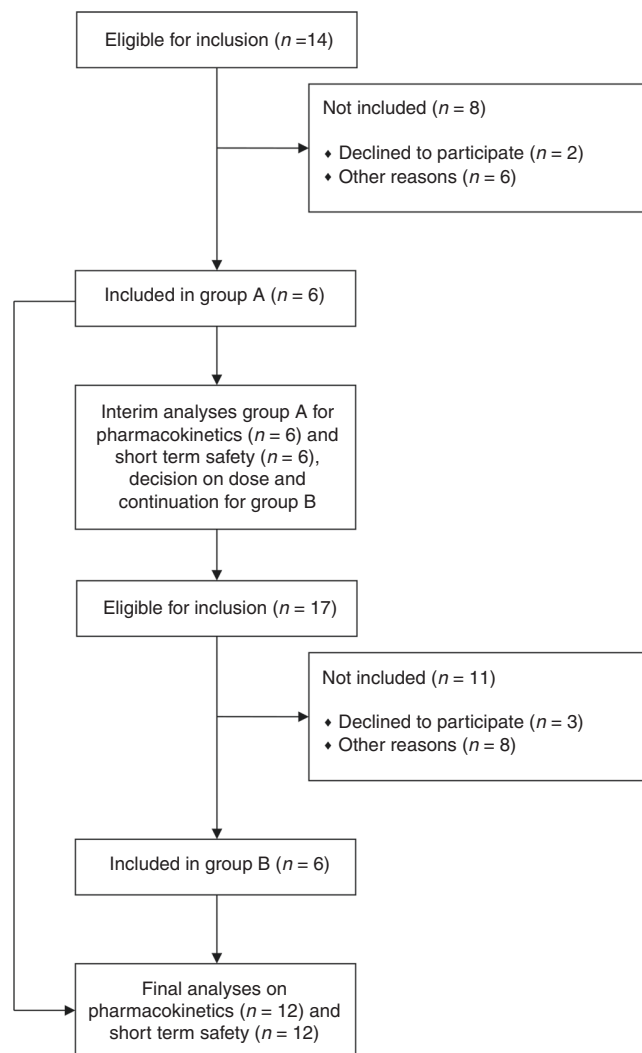 Eligible for inclusion (n =14)
Not included (n = 8)
♦ Declined to participate (n = 2)
♦ Other reasons (n = 6)
Included in group A (n = 6)
Interim analyses group A for
pharmacokinetics (n = 6) and
short term safety (n = 6),
decision on dose and
continuation for group B
Eligible for inclusion (n = 17)
Not included (n = 11)
♦ Declined to participate (n = 3)
♦ Other reasons (n = 8)
Included in group B (n = 6)
Final analyses on
pharmacokinetics (n = 12) and
short term safety (n = 12)